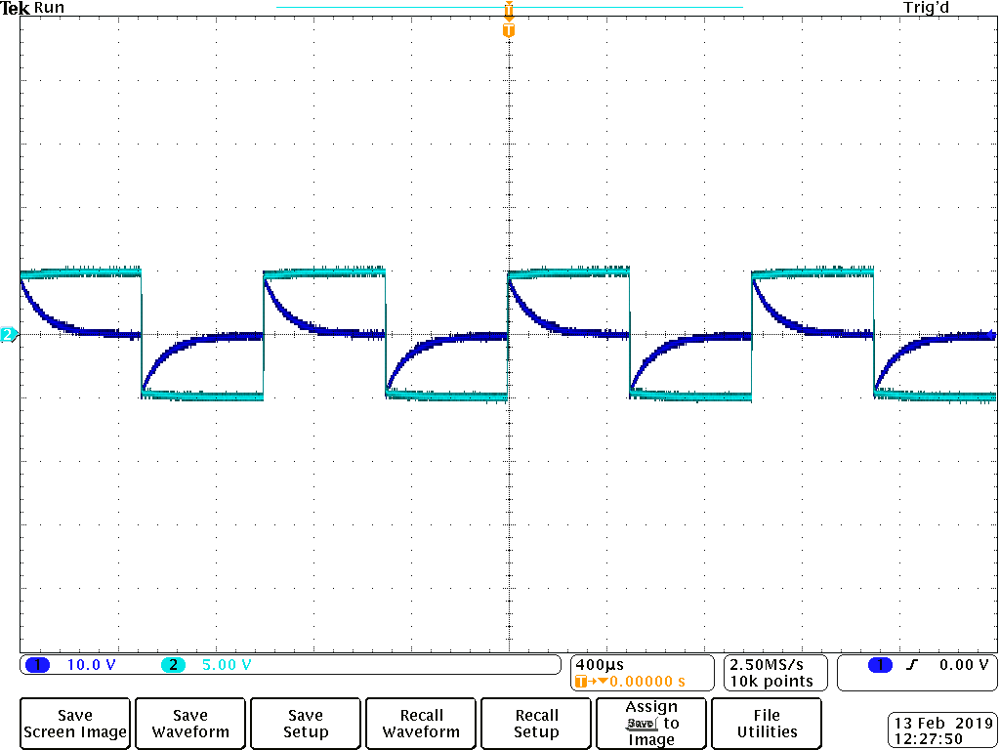 Tek Run Trig'd
T
T
2
1 10.0 V 2 5.00 V
400µs
T→▼0.00000 s
2.50MS/s
10k points
1 0.00 V
Save
Screen Image
Save
Waveform
Save
Setup
Recall
Waveform
Recall
Setup
Assign
Save to
Image
File
Utilities
13 Feb 2019
12:27:50